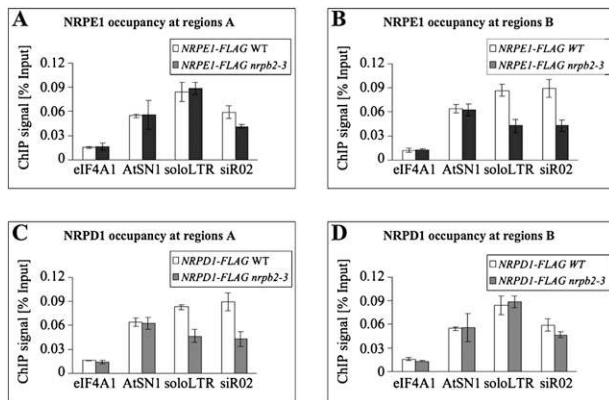 A
NRPE1 occupancy at regions A
NRPE1-FLAG WT
NRPE1-FLAG nrpb2-3
ChIP signal [% Input]
0.12
0.09
0.06
0.03
0
eIF4A1 AtSN1 soloLTR siR02
B
NRPE1 occupancy at regions B
NRPE1-FLAG WT
NRPE1-FLAG nrpb2-3
ChIP signal [% Input]
0.12
0.09
0.06
0.03
0
eIF4A1 AtSN1 soloLTR siR02
C
NRPD1 occupancy at regions A
NRPD1-FLAG WT
NRPD1-FLAG nrpb2-3
ChIP signal [% Input]
0.12
0.09
0.06
0.03
0
eIF4A1 AtSN1 soloLTR siR02
D
NRPD1 occupancy at regions B
NRPD1-FLAG WT
NRPD1-FLAG nrpb2-3
ChIP signal [% Input]
0.12
0.09
0.06
0.03
0
eIF4A1 AtSN1 soloLTR siR02